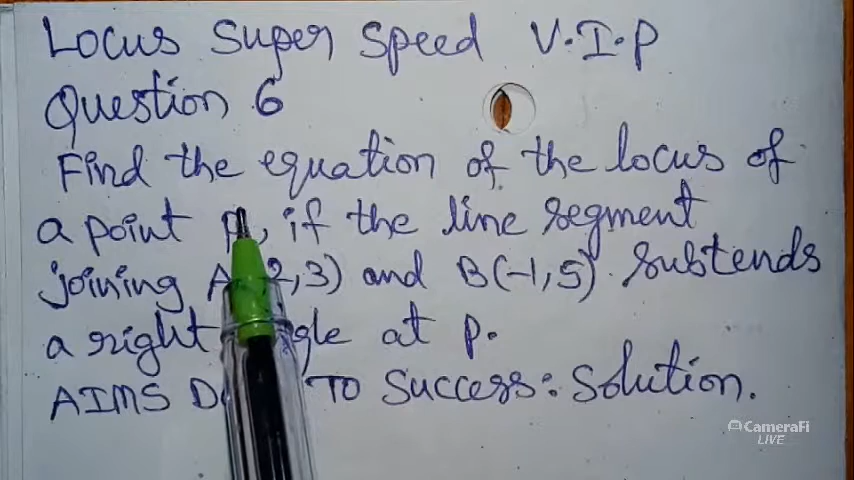 Locus Super Speed V.I.P
Question 6
Find the equation of the locus of
a point P, if the line segment
joining 2,3) and B(-1,5) subtends
a right at P.
AIMS TO Success: Solution.
CameraFi
LIVE